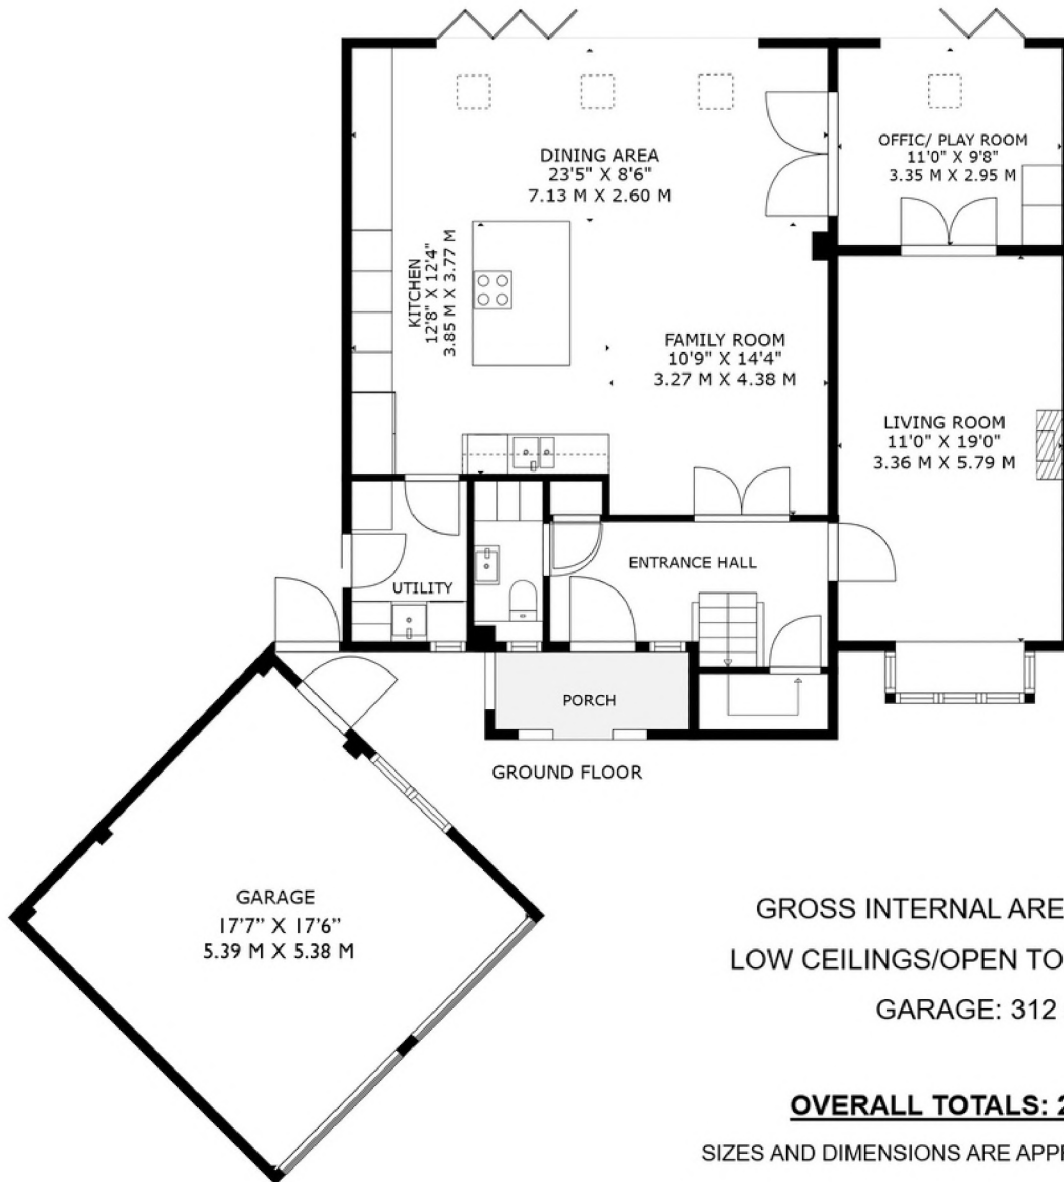 DINING AREA
23'5" X 8'6"
7.13 M X 2.60 M
OFFIC/ PLAY ROOM
11'0" X 9'8"
3.35 M X 2.95 M
KITCHEN
12'8" X 12'4"
3.85 M X 3.77 M
FAMILY ROOM
10'9" X 14'4"
3.27 M X 4.38 M
LIVING ROOM
11'0" X 19'0"
3.36 M X 5.79 M
ENTRANCE HALL
UTILITY
PORCH
GROUND FLOOR
GARAGE
17'7" X 17'6"
5.39 M X 5.38 M
GROSS INTERNAL ARE
LOW CEILINGS/OPEN TO
GARAGE: 312
OVERALL TOTALS: 2
SIZES AND DIMENSIONS ARE APP